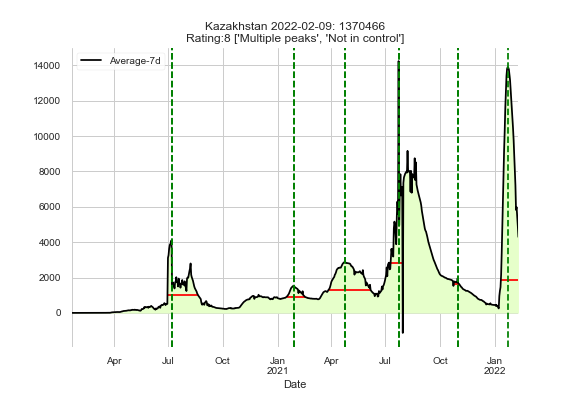 Kazakhstan 2022-02-09: 1370466
Rating:8 ['Multiple peaks', 'Not in control']
Average-7d
14000
12000
10000
8000
6000
4000
2000
0
Apr
Jul
Oct
Jan
2021
Apr
Jul
Oct
Jan
2022
Date